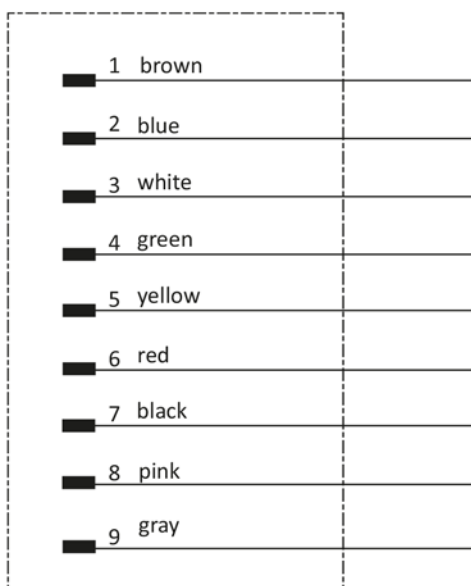 1 brown
2 blue
3 white
4 green
5 yellow
6 red
7 black
8 pink
9 gray